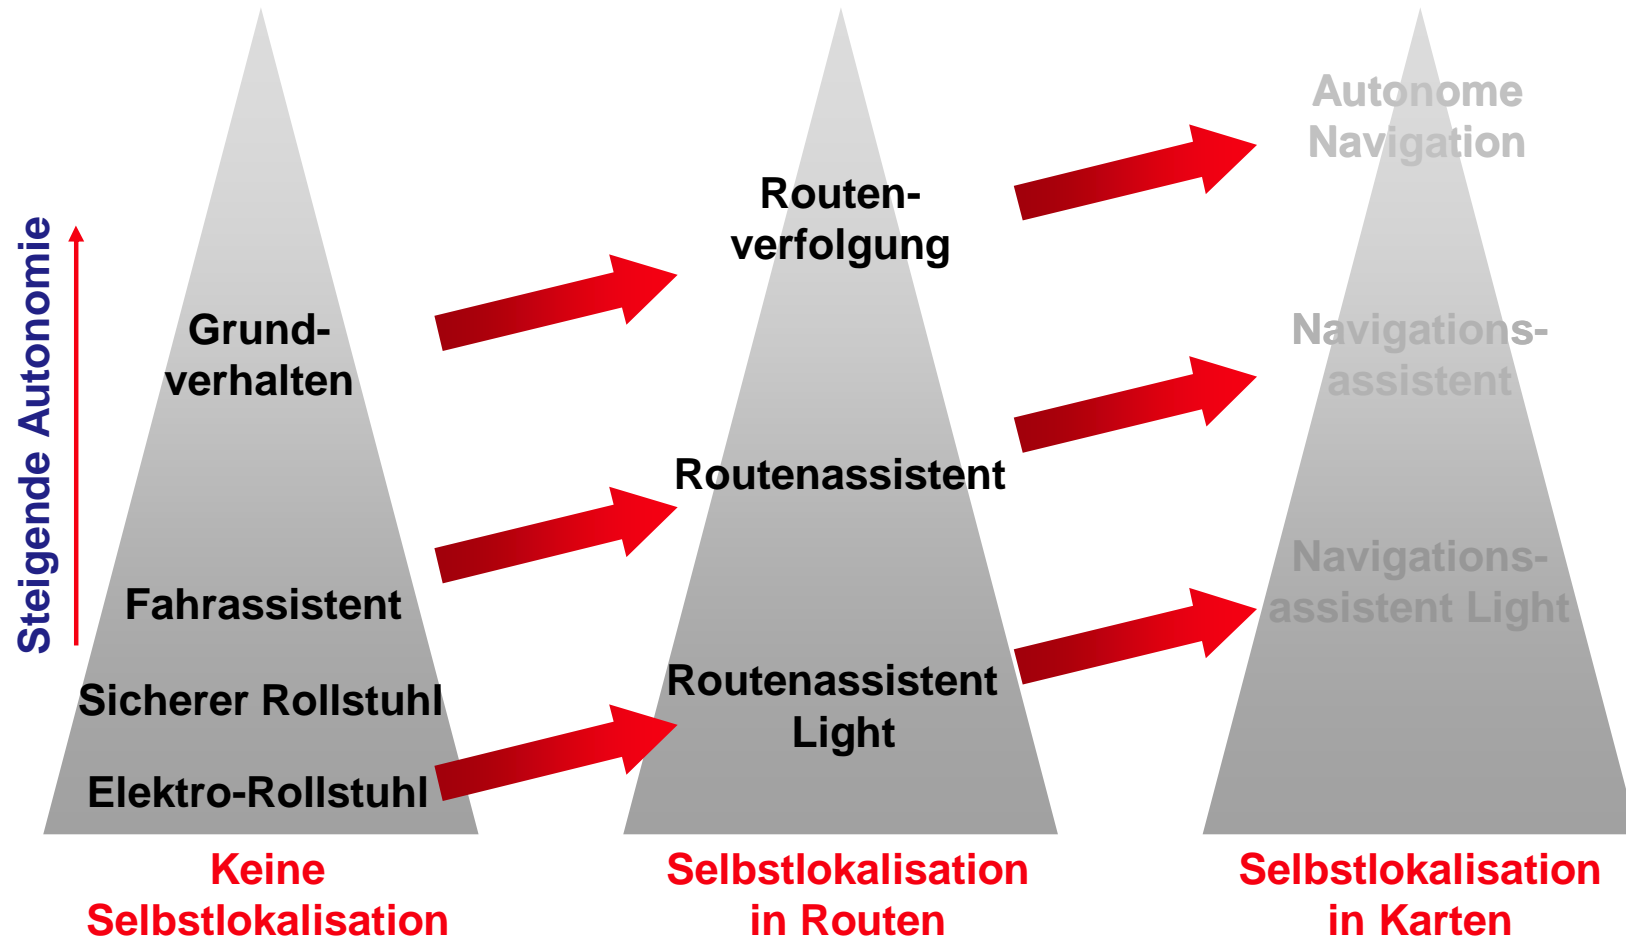 Steigende Autonomie
Grund-
verhalten
Fahrassistent
Sicherer Rollstuhl
Elektro-Rollstuhl
Keine
Selbstlokalisation
Routen-
verfolgung
Routenassistent
Routenassistent
Light
Selbstlokalisation
in Routen
Autonome
Navigation
Navigations-
assistent
Navigations-
assistent Light
Selbstlokalisation
in Karten